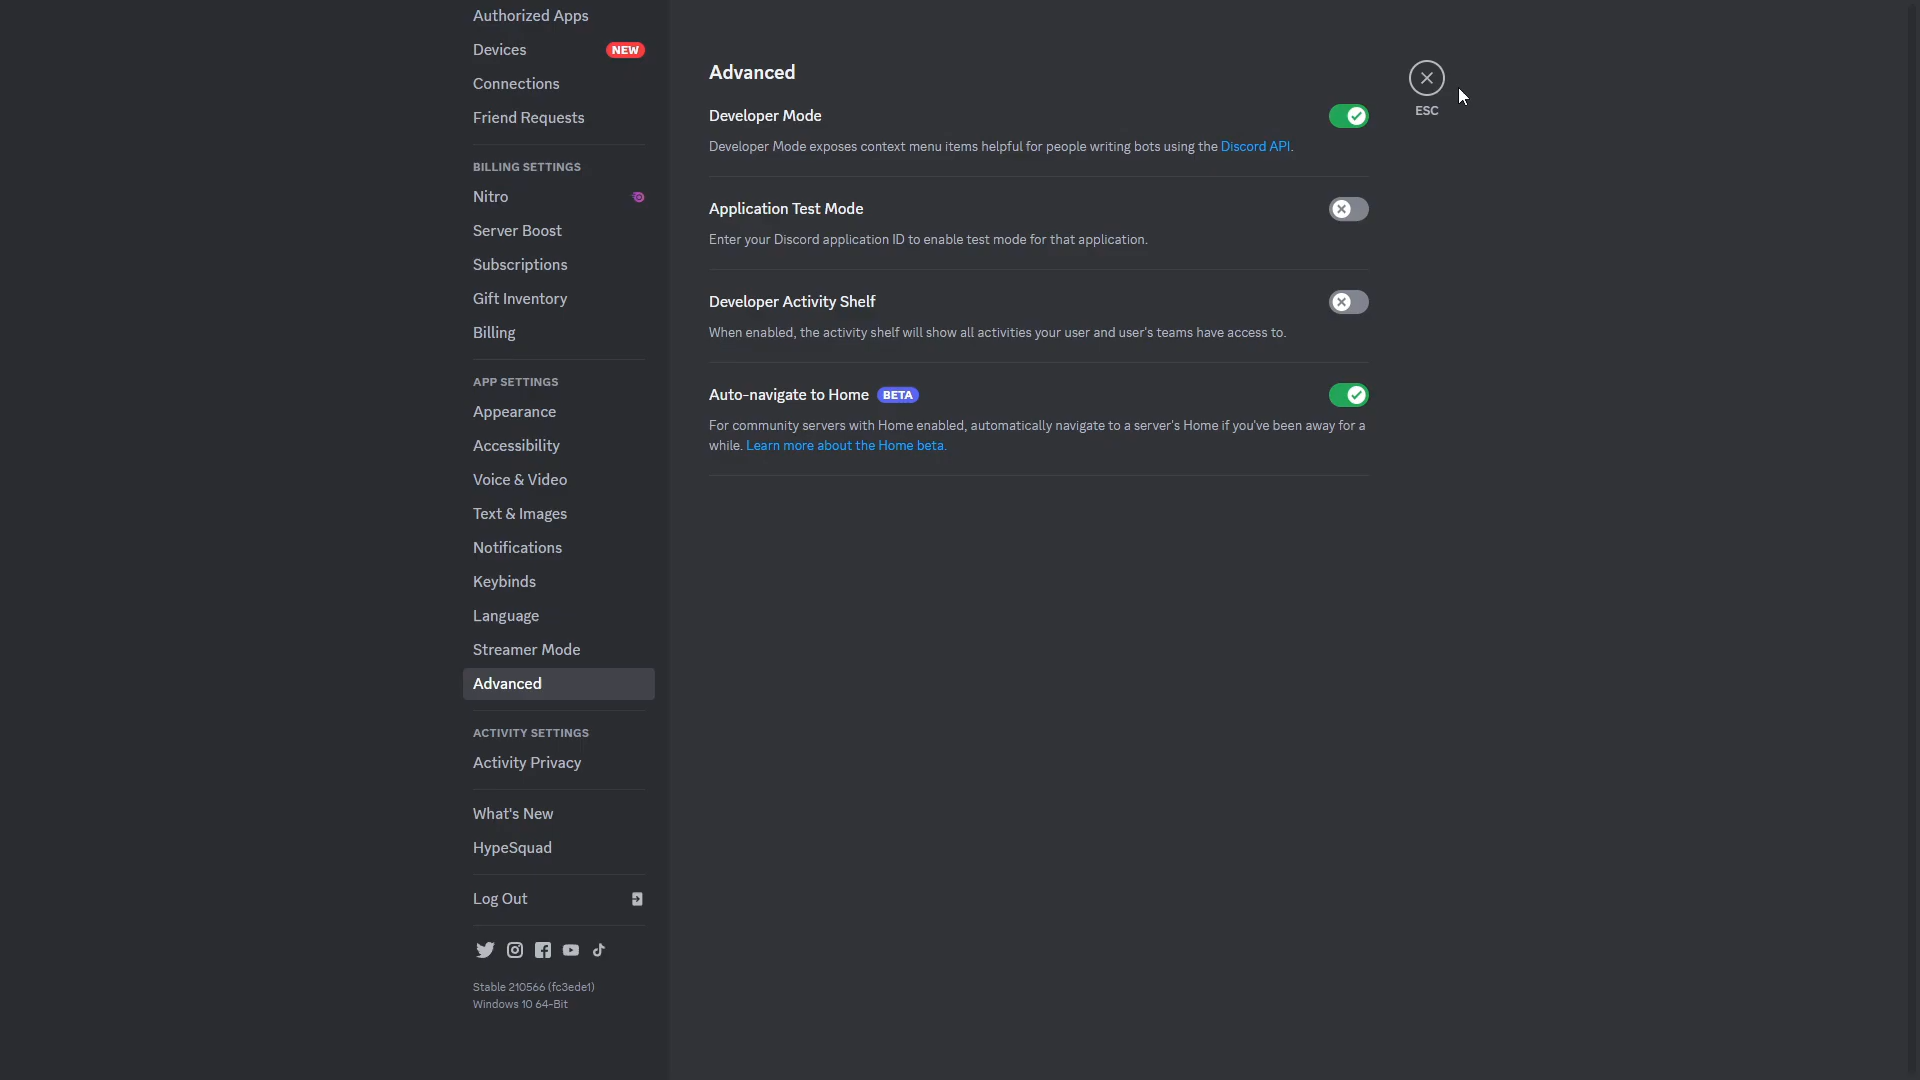 Authorized Apps
Devices NEW
Connections
Friend Requests
BILLING SETTINGS
Nitro
Server Boost
Subscriptions
Gift Inventory
Billing
APP SETTINGS
Appearance
Accessibility
Voice & Video
Text & Images
Notifications
Keybinds
Language
Streamer Mode
Advanced
ACTIVITY SETTINGS
Activity Privacy
What's New
HypeSquad
Log Out
Stable 210566 (fc3ede1)
Windows 10 64-Bit
Advanced
Developer Mode
Developer Mode exposes context menu items helpful for people writing bots using the Discord API.
Application Test Mode
Enter your Discord application ID to enable test mode for that application.
Developer Activity Shelf
When enabled, the activity shelf will show all activities your user and user's teams have access to.
Auto-navigate to Home BETA
For community servers with Home enabled, automatically navigate to a server's Home if you've been away for a
while. Learn more about the Home beta.
ESC